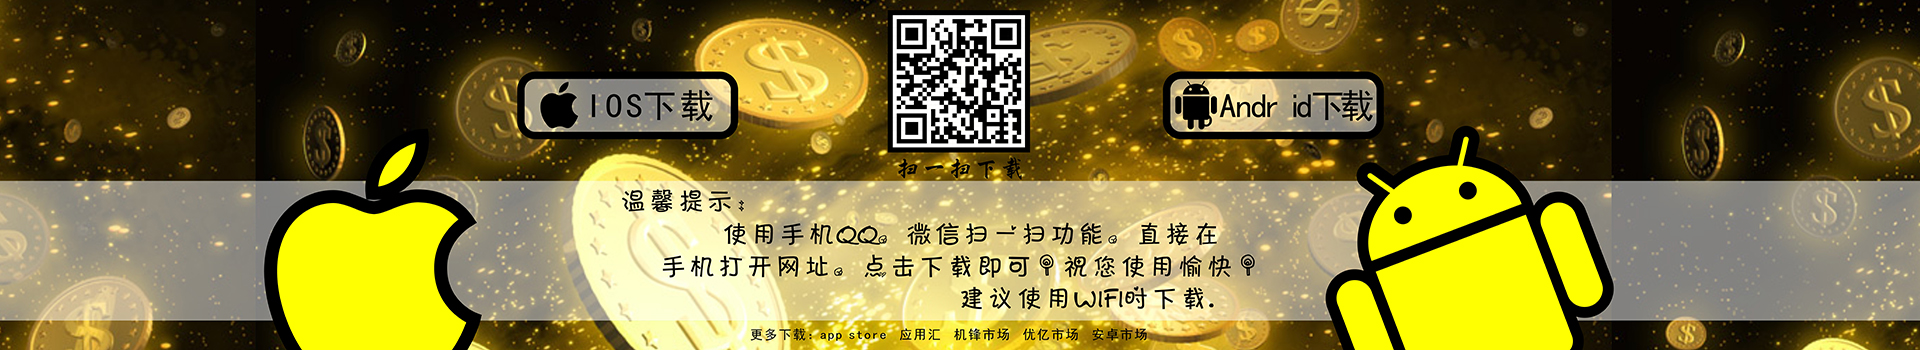 IOS下载
Andr id下载
扫一扫下载
温馨提示：
使用手机QQ。微信扫一扫功能。直接在
手机打开网址。点击下载即可！祝您使用愉快！
建议使用WIFI时下载.
更多下载：app store 应用汇 机锋市场 优亿市场 安卓市场